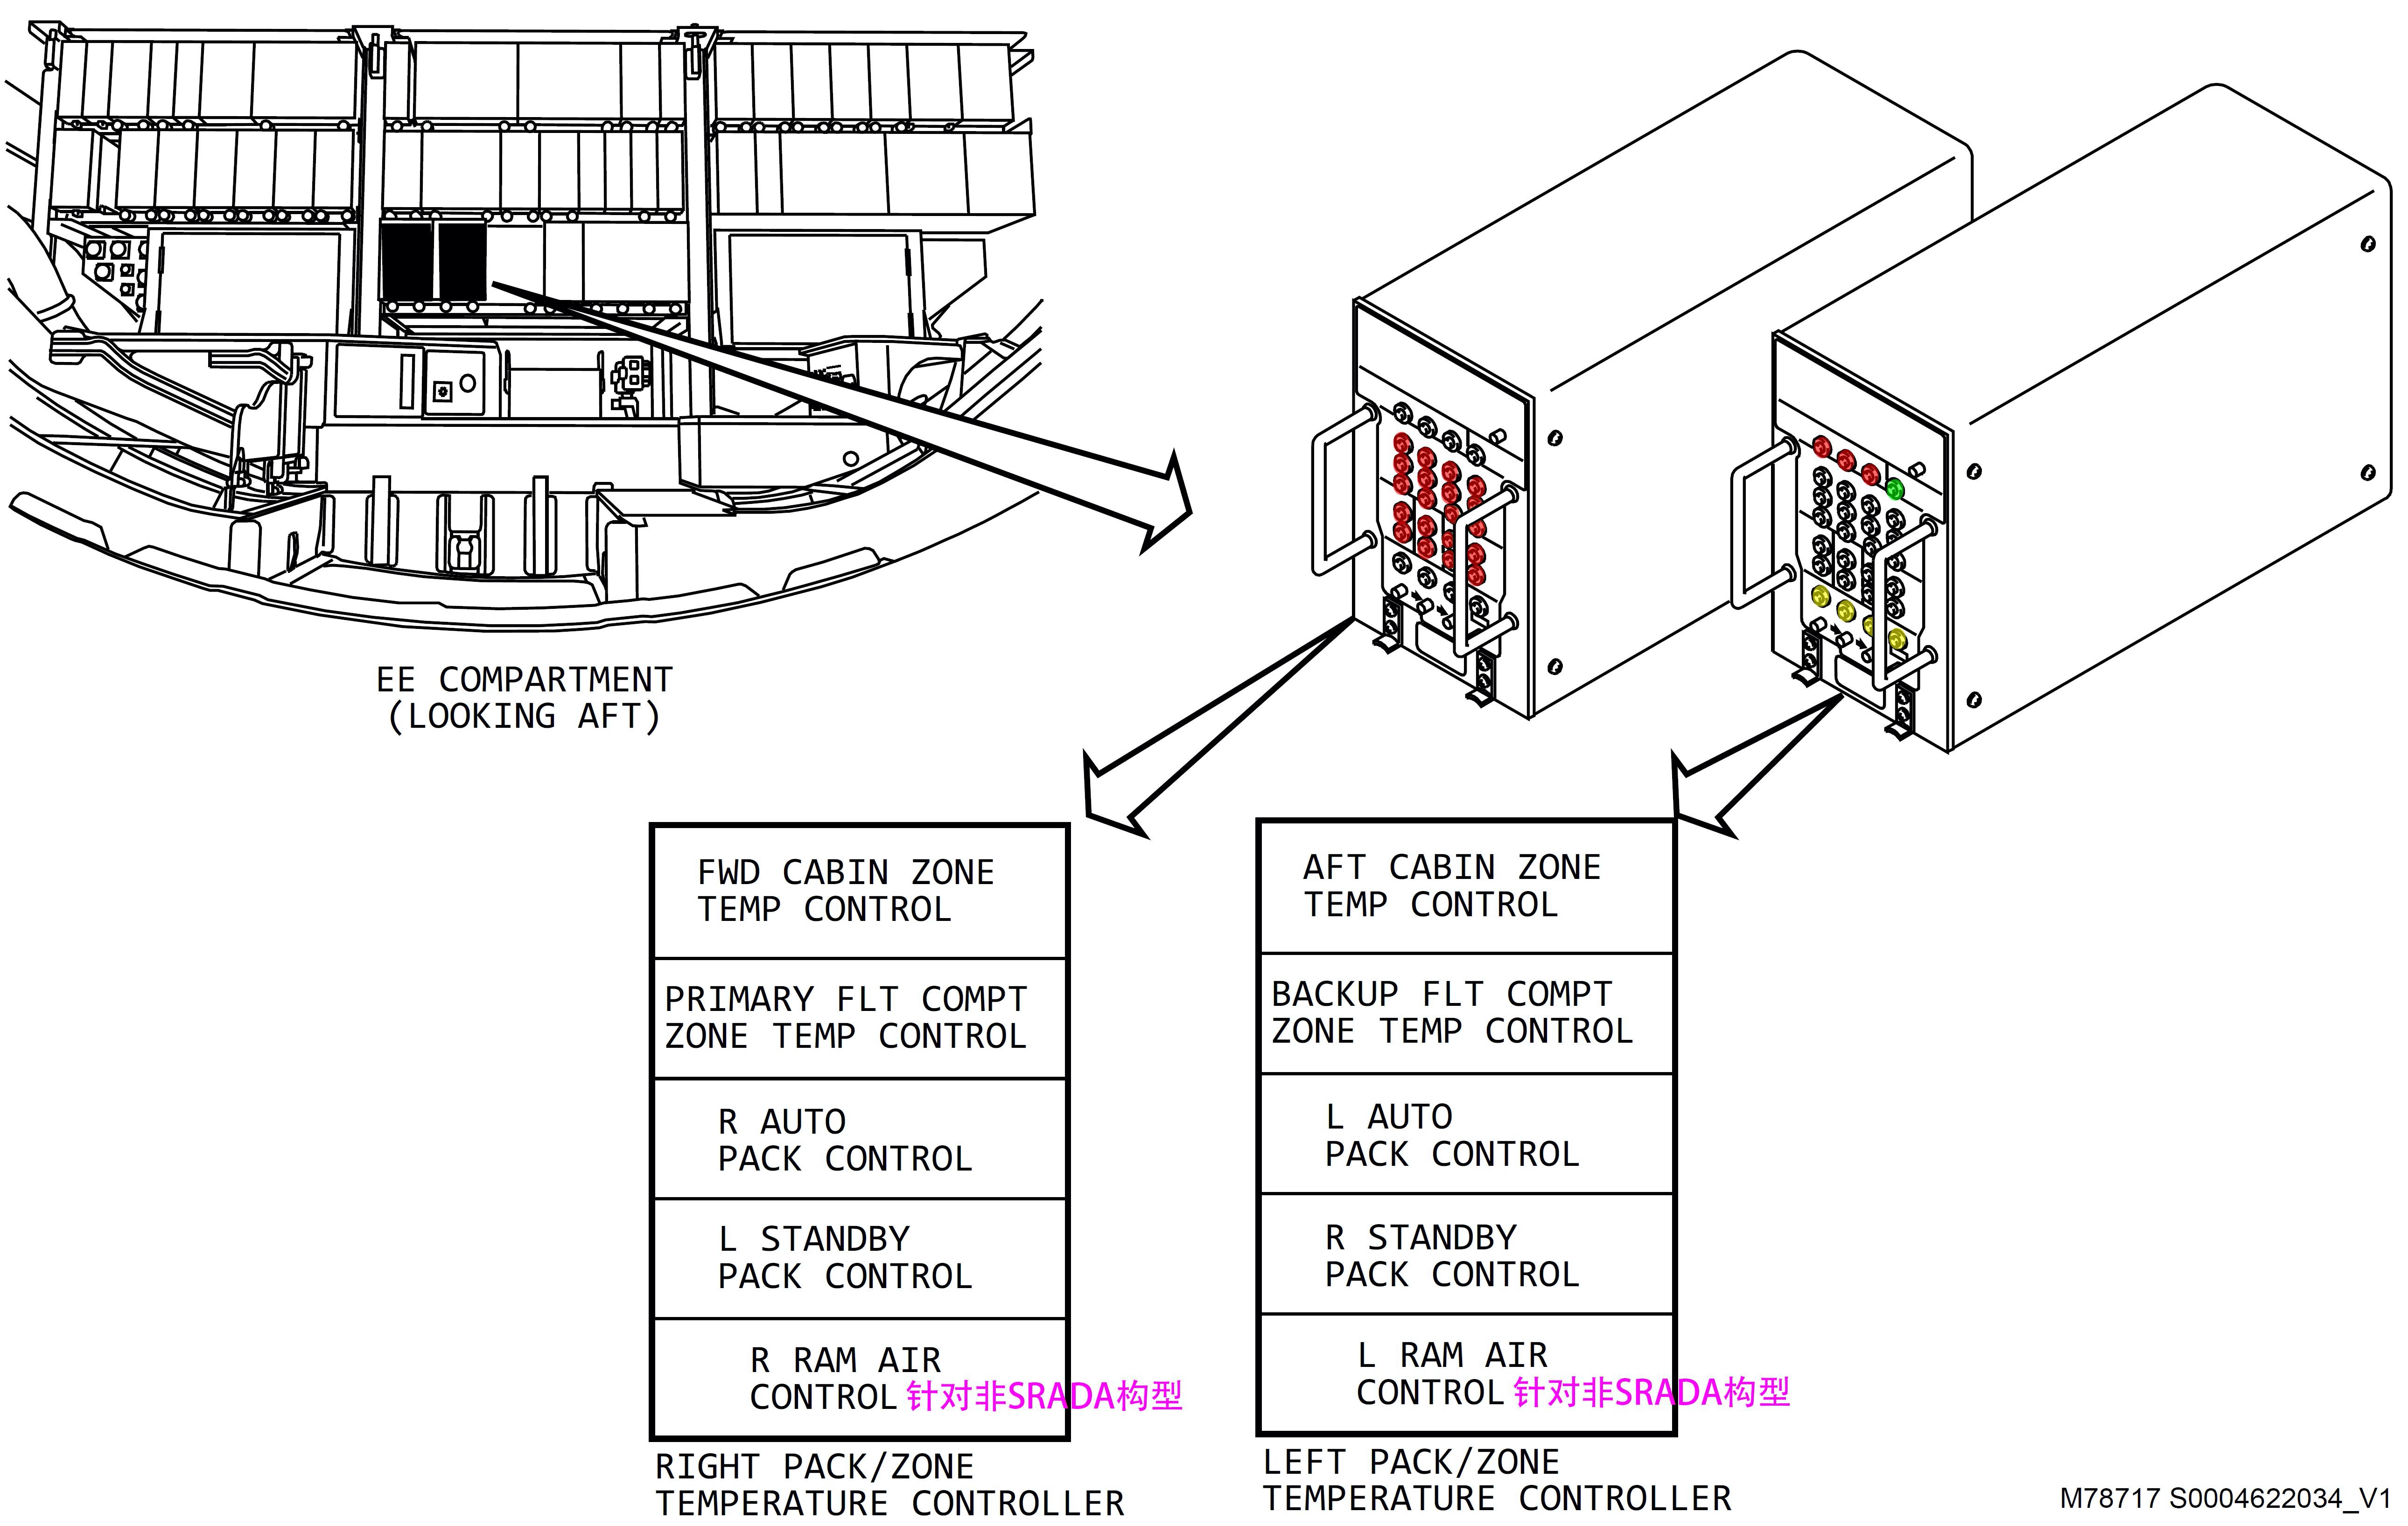 EE COMPARTMENT
(LOOKING AFT)
FWD CABIN ZONE
TEMP CONTROL
PRIMARY FLT COMPT
ZONE TEMP CONTROL
R AUTO
PACK CONTROL
L STANDBY
PACK CONTROL
R RAM AIR
CONTROL 针对非SRADA构型
RIGHT PACK/ZONE
TEMPERATURE CONTROLLER
AFT CABIN ZONE
TEMP CONTROL
BACKUP FLT COMPT
ZONE TEMP CONTROL
L AUTO
PACK CONTROL
R STANDBY
PACK CONTROL
L RAM AIR
CONTROL 针对非SRADA构型
LEFT PACK/ZONE
TEMPERATURE CONTROLLER
M78717 S0004622034_V1